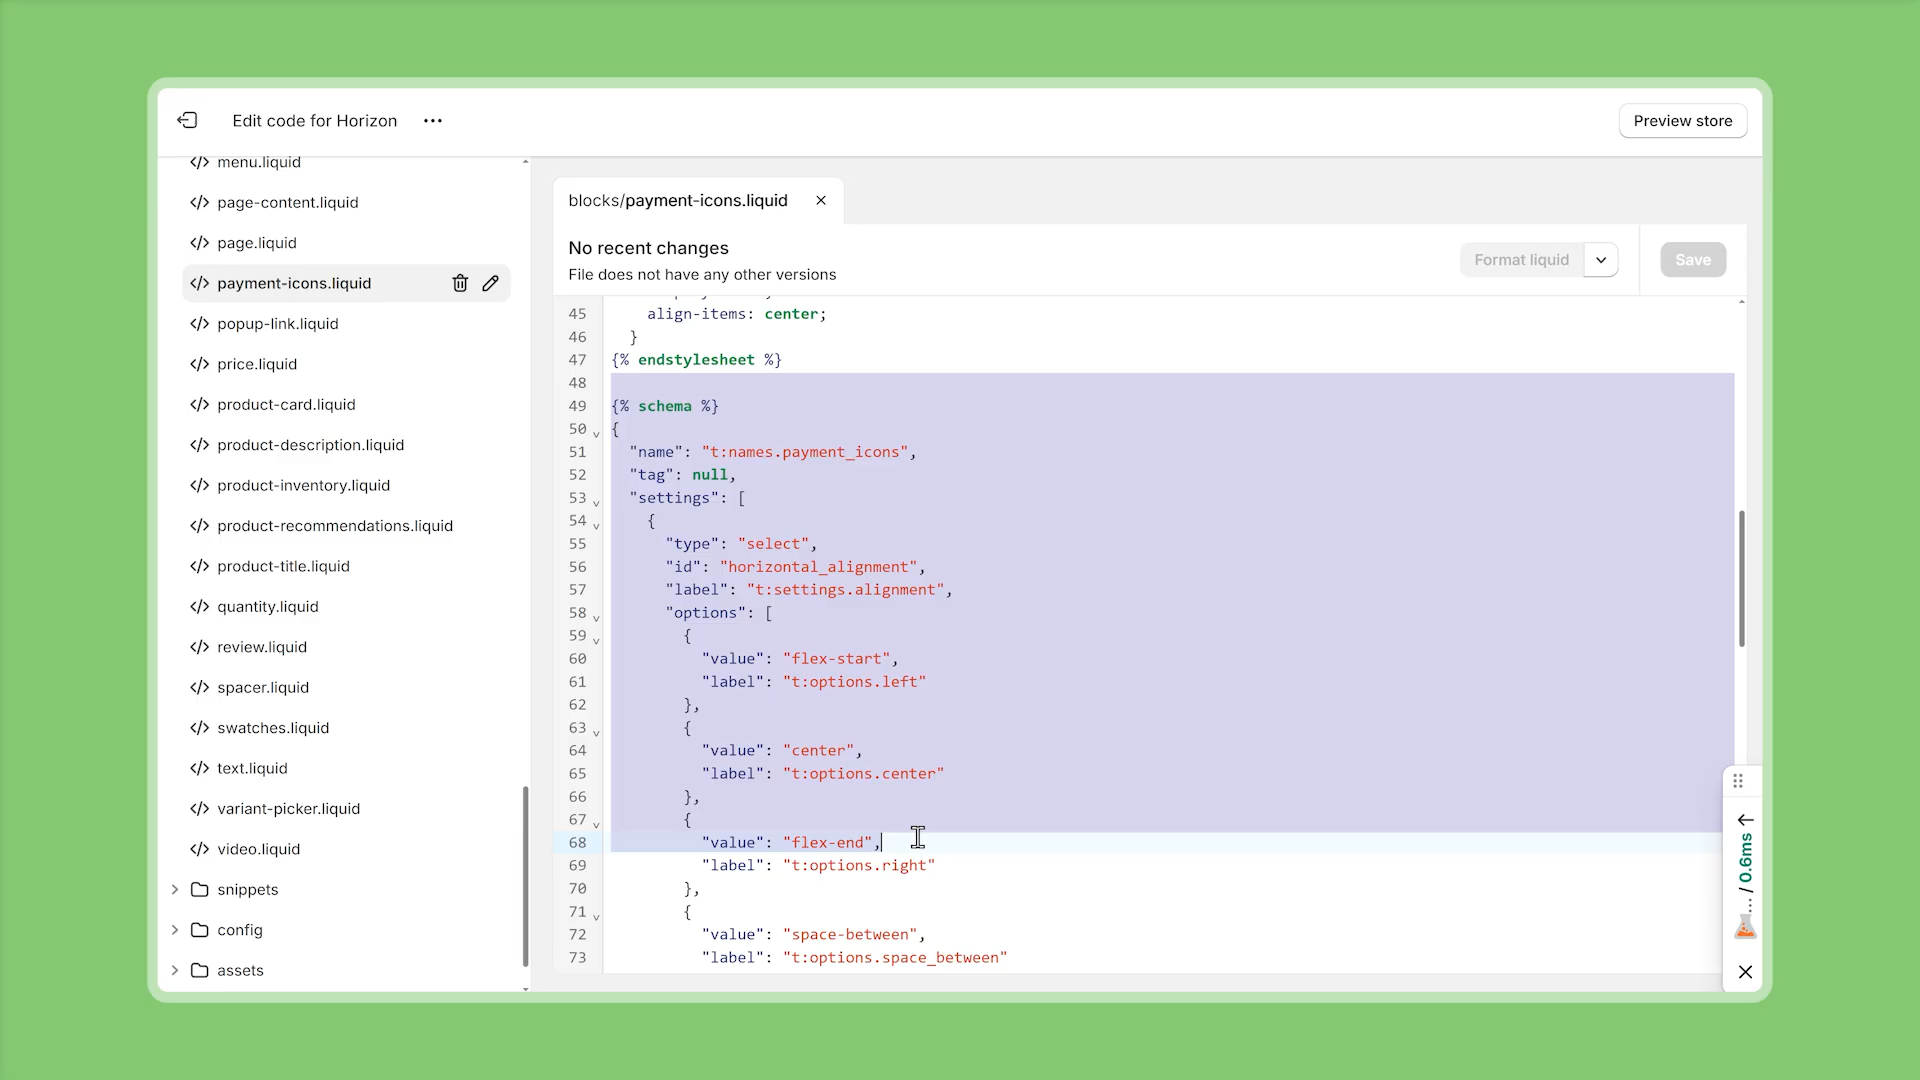 Edit code for Horizon
Preview store
menu.liquid
page-content.liquid
page.liquid
payment-icons.liquid
popup-link.liquid
price.liquid
product-card.liquid
product-description.liquid
product-inventory.liquid
product-recommendations.liquid
product-title.liquid
quantity.liquid
review.liquid
spacer.liquid
swatches.liquid
text.liquid
variant-picker.liquid
video.liquid
snippets
config
assets
blocks/payment-icons.liquid
No recent changes
File does not have any other versions
Format liquid
Save
45 align-items: center;
46 }
47 {% endstylesheet %}
48
49 {% schema %}
50 {
51 "name": "t:names.payment_icons",
52 "tag": null,
53 "settings": [
54 {
55 "type": "select",
56 "id": "horizontal_alignment",
57 "label": "t:settings.alignment",
58 "options": [
59 {
60 "value": "flex-start",
61 "label": "t:options.left"
62 },
63 {
64 "value": "center",
65 "label": "t:options.center"
66 },
67 {
68 "value": "flex-end",
69 "label": "t:options.right"
70 },
71 {
72 "value": "space-between",
73 "label": "t:options.space_between"
... / 0.6ms